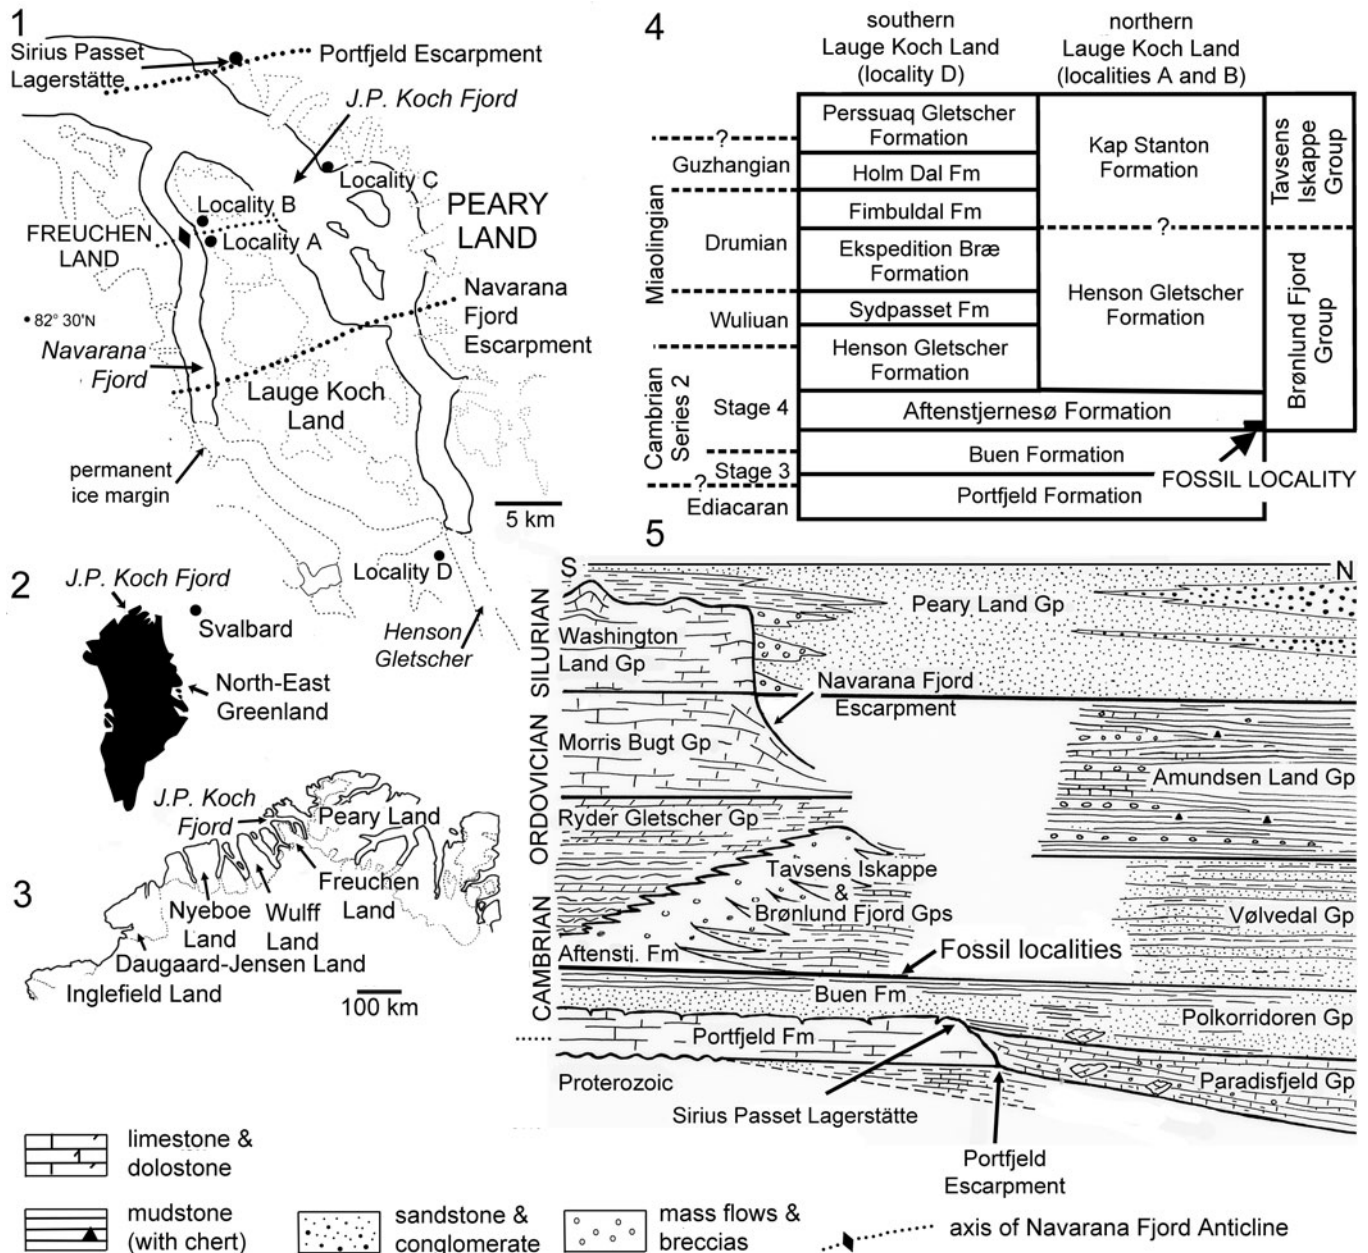 1
Sirius Passet
Lagerstätte
Portfjeld Escarpment
J.P. Koch Fjord
Locality C
Locality B
FREUCHEN
LAND
Locality A
PEARY
LAND
Navarana
Fjord
Escarpment
82° 30'N
Navarana
Fjord
Lauge Koch
Land
permanent
ice margin
5 km
Locality D
Henson
Gletscher
2
J.P. Koch Fjord
Svalbard
North-East
Greenland
3
J.P. Koch
Fjord
Peary Land
Freuchen
Land
Nyeboe
Land
Wulff
Land
Daugaard-Jensen Land
Inglefield Land
100 km
4
southern
Lauge Koch Land
(locality D)
northern
Lauge Koch Land
(localities A and B)
Perssuaq Gletscher
Formation
Kap Stanton
Formation
Tavsens
Iskappe
Group
?
Guzhangian
Holm Dal Fm
Fimbuldal Fm
?
Miaolingian
Drumian
Ekspedition Bræ
Formation
Henson Gletscher
Formation
Brønlund Fjord
Group
Wuliuan
Sydpasset Fm
Henson Gletscher
Formation
Cambrian
Series 2
Stage 4
Aftenstjernesø Formation
Buen Formation
FOSSIL LOCALITY
Stage 3
?
Portfjeld Formation
Ediacaran
5
S
N
SILURIAN
ORDOVICIAN
CAMBRIAN
Peary Land Gp
Washington
Land Gp
Navarana Fjord
Escarpment
Morris Bugt Gp
Amundsen Land Gp
Ryder Gletscher Gp
Tavsens Iskappe
&
Brønlund Fjord Gps
Vølvedal Gp
Aftenstj. Fm
Fossil localities
Buen Fm
Polkorridoren Gp
Portfjeld Fm
Proterozoic
Paradisfjeld Gp
Sirius Passet Lagerstätte
Portfjeld
Escarpment
limestone &
dolostone
mudstone
(with chert)
sandstone &
conglomerate
mass flows &
breccias
axis of Navarana Fjord Anticline